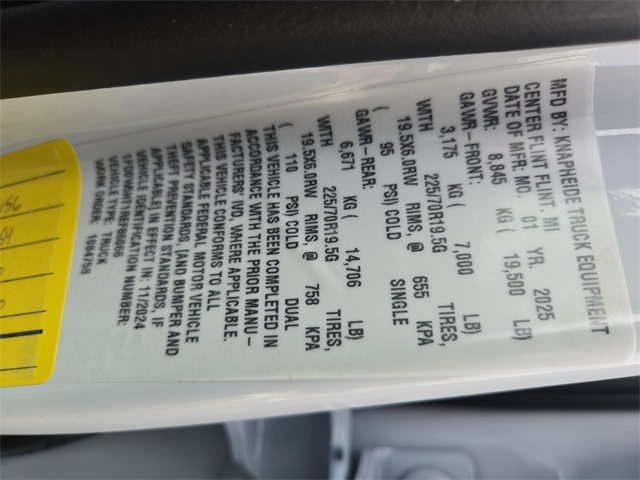 MFD BY: KNAPHEIDE TRUCK EQUIPMENT
CENTER FLINT FLINT, MI
DATE OF MFR: MO. 01 YR. 2025
GVWR: 8,845 KG ( 19,500 LB)
GAWR-FRONT:
3,175 KG ( 7,000 LB)
WITH 225/70R19.5G TIRES,
19.5X6.0RW RIMS, @ 655 KPA
( 95 PSI) COLD SINGLE
GAWR-REAR:
6,671 KG ( 14,706 LB)
WITH 225/70R19.5G TIRES,
19.5X6.0RW RIMS, @ 758 KPA
( 110 PSI) COLD DUAL
THIS VEHICLE HAS BEEN COMPLETED IN
ACCORDANCE WITH THE PRIOR MANU-
FACTURERS' IVD, WHERE APPLICABLE.
THIS VEHICLE CONFORMS TO ALL
APPLICABLE FEDERAL MOTOR VEHICLE
SAFETY STANDARDS, [AND BUMPER AND
THEFT PREVENTION STANDARDS, IF
APPLICABLE] IN EFFECT IN: 11/2024
VEHICLE IDENTIFICATION NUMBER:
VEHICLE TYPE: TRUCK
WORK ORDER: 1084758